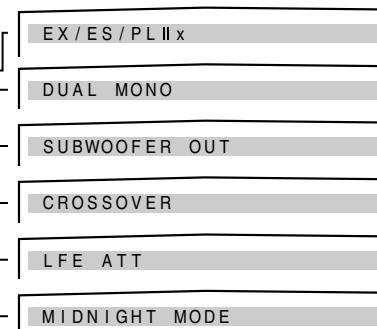 EX/ES/PLⅡx
DUAL MONO
SUBWOOFER OUT
CROSSOVER
LFE ATT
MIDNIGHT MODE